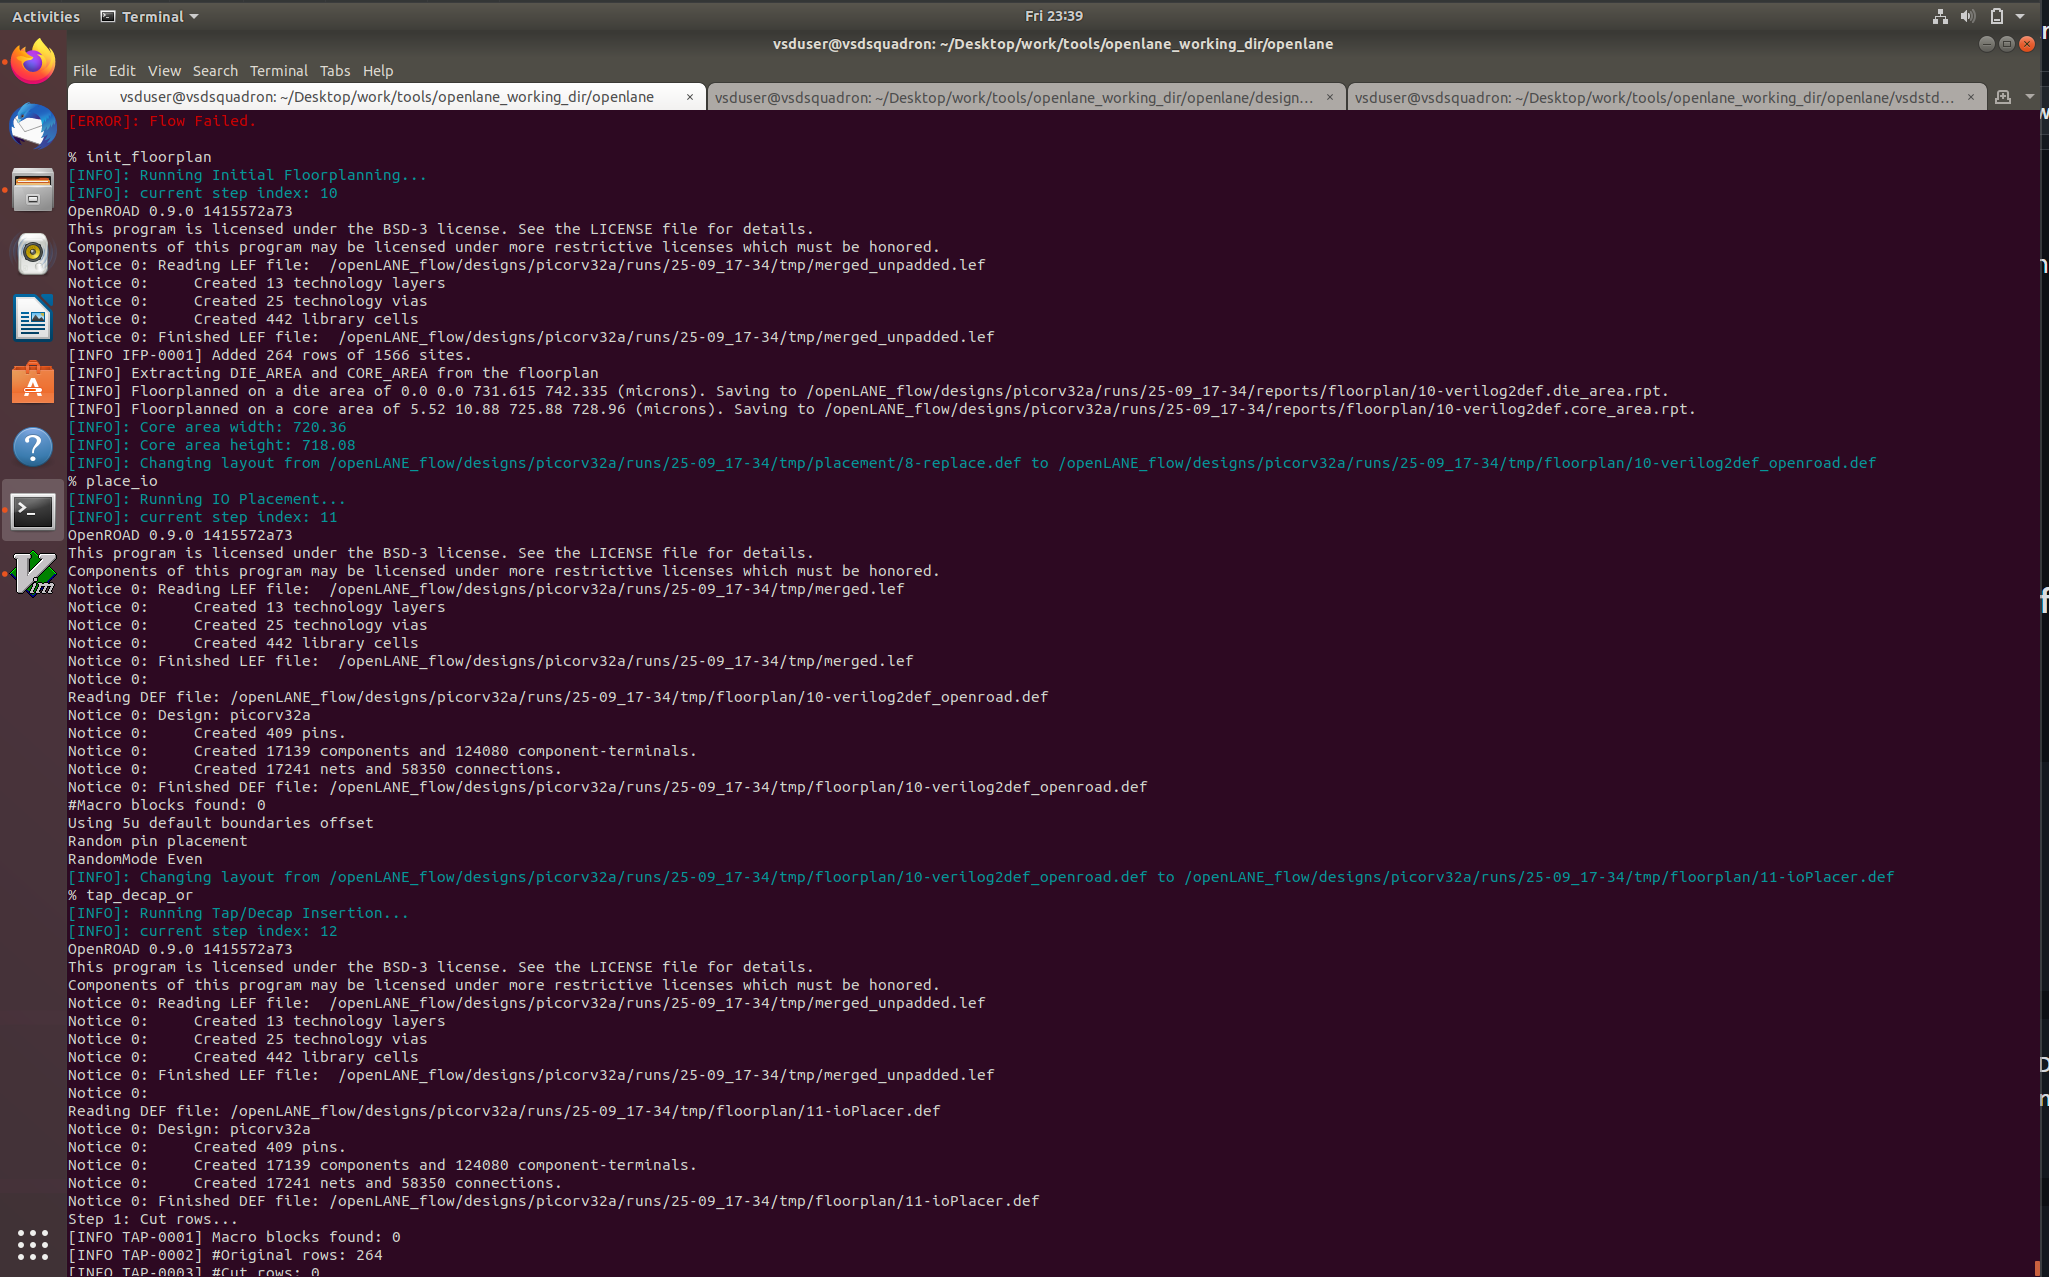 Activities Terminal Fri 23:39
vsduser@vsdsquadron: ~/Desktop/work/tools/openlane_working_dir/openlane
File Edit View Search Terminal Tabs Help
vsduser@vsdsquadron: ~/Desktop/work/tools/openlane_working_dir/openlane × vsduser@vsdsquadron: ~/Desktop/work/tools/openlane_working_dir/openlane/design... × vsduser@vsdsquadron: ~/Desktop/work/tools/openlane_working_dir/openlane/vsdstd... ×
[ERROR]: Flow Failed.
% init_floorplan
[INFO]: Running Initial Floorplanning...
[INFO]: current step index: 10
OpenROAD 0.9.0 1415572a73
This program is licensed under the BSD-3 license. See the LICENSE file for details.
Components of this program may be licensed under more restrictive licenses which must be honored.
Notice 0: Reading LEF file:  /openLANE_flow/designs/picorv32a/runs/25-09_17-34/tmp/merged_unpadded.lef
Notice 0:     Created 13 technology layers
Notice 0:     Created 25 technology vias
Notice 0:     Created 442 library cells
Notice 0: Finished LEF file:  /openLANE_flow/designs/picorv32a/runs/25-09_17-34/tmp/merged_unpadded.lef
[INFO IFP-0001] Added 264 rows of 1566 sites.
[INFO] Extracting DIE_AREA and CORE_AREA from the floorplan
[INFO] Floorplanned on a die area of 0.0 0.0 731.615 742.335 (microns). Saving to /openLANE_flow/designs/picorv32a/runs/25-09_17-34/reports/floorplan/10-verilog2def.die_area.rpt.
[INFO] Floorplanned on a core area of 5.52 10.88 725.88 728.96 (microns). Saving to /openLANE_flow/designs/picorv32a/runs/25-09_17-34/reports/floorplan/10-verilog2def.core_area.rpt.
[INFO]: Core area width: 720.36
[INFO]: Core area height: 718.08
[INFO]: Changing layout from /openLANE_flow/designs/picorv32a/runs/25-09_17-34/tmp/placement/8-replace.def to /openLANE_flow/designs/picorv32a/runs/25-09_17-34/tmp/floorplan/10-verilog2def_openroad.def
% place_io
[INFO]: Running IO Placement...
[INFO]: current step index: 11
OpenROAD 0.9.0 1415572a73
This program is licensed under the BSD-3 license. See the LICENSE file for details.
Components of this program may be licensed under more restrictive licenses which must be honored.
Notice 0: Reading LEF file:  /openLANE_flow/designs/picorv32a/runs/25-09_17-34/tmp/merged.lef
Notice 0:     Created 13 technology layers
Notice 0:     Created 25 technology vias
Notice 0:     Created 442 library cells
Notice 0: Finished LEF file:  /openLANE_flow/designs/picorv32a/runs/25-09_17-34/tmp/merged.lef
Notice 0:
Reading DEF file: /openLANE_flow/designs/picorv32a/runs/25-09_17-34/tmp/floorplan/10-verilog2def_openroad.def
Notice 0: Design: picorv32a
Notice 0:     Created 409 pins.
Notice 0:     Created 17139 components and 124080 component-terminals.
Notice 0:     Created 17241 nets and 58350 connections.
Notice 0: Finished DEF file: /openLANE_flow/designs/picorv32a/runs/25-09_17-34/tmp/floorplan/10-verilog2def_openroad.def
#Macro blocks found: 0
Using 5u default boundaries offset
Random pin placement
RandomMode Even
[INFO]: Changing layout from /openLANE_flow/designs/picorv32a/runs/25-09_17-34/tmp/floorplan/10-verilog2def_openroad.def to /openLANE_flow/designs/picorv32a/runs/25-09_17-34/tmp/floorplan/11-ioPlacer.def
% tap_decap_or
[INFO]: Running Tap/Decap Insertion...
[INFO]: current step index: 12
OpenROAD 0.9.0 1415572a73
This program is licensed under the BSD-3 license. See the LICENSE file for details.
Components of this program may be licensed under more restrictive licenses which must be honored.
Notice 0: Reading LEF file:  /openLANE_flow/designs/picorv32a/runs/25-09_17-34/tmp/merged_unpadded.lef
Notice 0:     Created 13 technology layers
Notice 0:     Created 25 technology vias
Notice 0:     Created 442 library cells
Notice 0: Finished LEF file:  /openLANE_flow/designs/picorv32a/runs/25-09_17-34/tmp/merged_unpadded.lef
Notice 0:
Reading DEF file: /openLANE_flow/designs/picorv32a/runs/25-09_17-34/tmp/floorplan/11-ioPlacer.def
Notice 0: Design: picorv32a
Notice 0:     Created 409 pins.
Notice 0:     Created 17139 components and 124080 component-terminals.
Notice 0:     Created 17241 nets and 58350 connections.
Notice 0: Finished DEF file: /openLANE_flow/designs/picorv32a/runs/25-09_17-34/tmp/floorplan/11-ioPlacer.def
Step 1: Cut rows...
[INFO TAP-0001] Macro blocks found: 0
[INFO TAP-0002] #Original rows: 264
[INFO TAP-0003] #Cut rows: 0